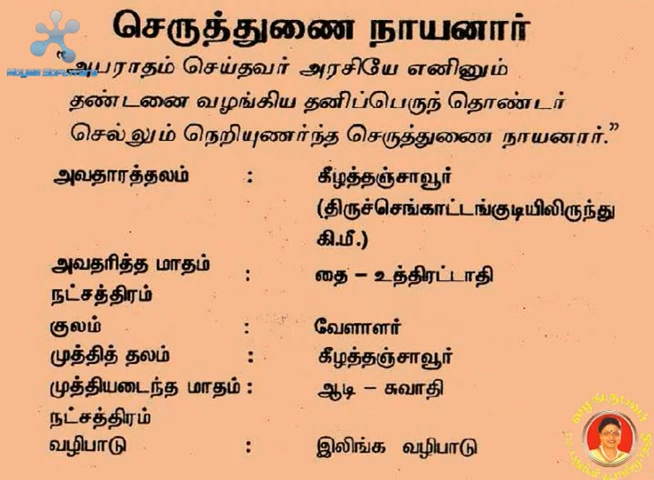 செருத்துணை நாயனார்
"அபராதம் செய்தவர் அரசியே எனினும்
தண்டனை வழங்கிய தனிப்பெருந் தொண்டர்
செல்லும் நெறியுணர்ந்த செருத்துணை நாயனார்."
அவதாரத்தலம் : கீழத்தஞ்சாவூர்
(திருச்செங்காட்டங்குடியிலிருந்து
கி.மீ.)
அவதரித்த மாதம் : தை – உத்திரட்டாதி
நட்சத்திரம்
குலம் : வேளாளர்
முத்தித் தலம் : கீழத்தஞ்சாவூர்
முத்தியடைந்த மாதம் : ஆடி – சுவாதி
நட்சத்திரம்
வழிபாடு : இலிங்க வழிபாடு